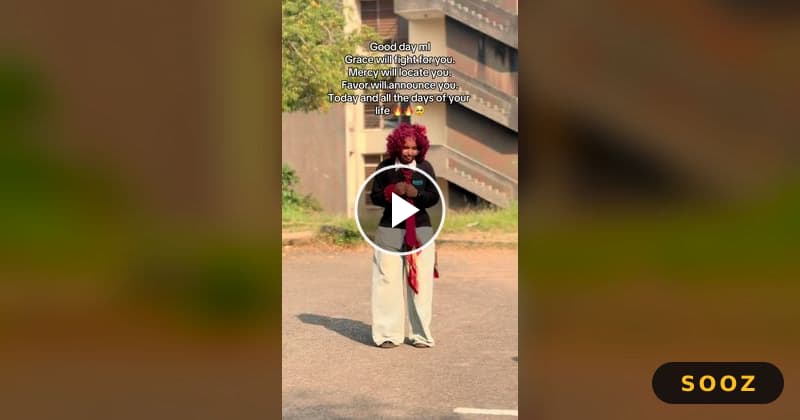 Good day ml
Grace will fight for you.
Mercy will locate you.
Favor will announce you.
Today and all the days of your
life 🔥🔥🥹
SOOZ